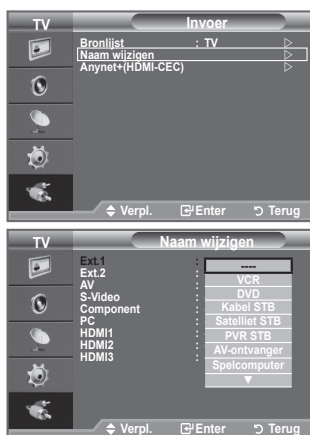 TV Invoer
Bronlijst : TV
Naam wijzigen
Anynet+(HDMI-CEC)
Verpl. Enter Terug
TV Naam wijzigen
Ext.1 : ----
Ext.2 : VCR
AV : DVD
S-Video : Kabel STB
Component : Satelliet STB
PC : PVR STB
HDMI1 : AV-ontvanger
HDMI2 : Spelcomputer
HDMI3 :
Verpl. Enter Terug